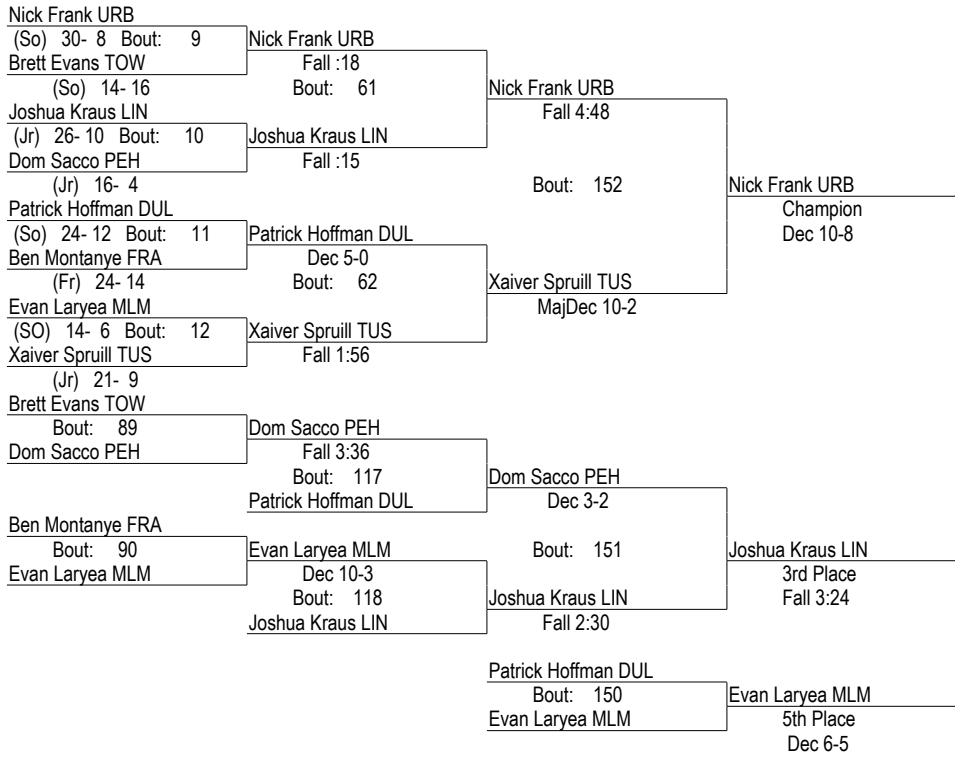 Nick Frank URB
(So) 30- 8 Bout: 9 Nick Frank URB
Brett Evans TOW Fall :18
(So) 14- 16 Bout: 61 Nick Frank URB
Joshua Kraus LIN Fall 4:48
(Jr) 26- 10 Bout: 10 Joshua Kraus LIN
Dom Sacco PEH Fall :15
(Jr) 16- 4 Bout: 152 Nick Frank URB
Patrick Hoffman DUL Champion
(So) 24- 12 Bout: 11 Patrick Hoffman DUL Dec 10-8
Ben Montanye FRA Dec 5-0
(Fr) 24- 14 Bout: 62 Xaiver Spruill TUS
Evan Laryea MLM MajDec 10-2
(SO) 14- 6 Bout: 12 Xaiver Spruill TUS
Xaiver Spruill TUS Fall 1:56
(Jr) 21- 9
Brett Evans TOW
Bout: 89 Dom Sacco PEH
Dom Sacco PEH Fall 3:36
Bout: 117 Dom Sacco PEH
Patrick Hoffman DUL Dec 3-2
Ben Montanye FRA
Bout: 90 Evan Laryea MLM Bout: 151 Joshua Kraus LIN
Evan Laryea MLM Dec 10-3 3rd Place
Bout: 118 Joshua Kraus LIN Fall 3:24
Joshua Kraus LIN Fall 2:30
Patrick Hoffman DUL
Bout: 150 Evan Laryea MLM
Evan Laryea MLM 5th Place
Dec 6-5